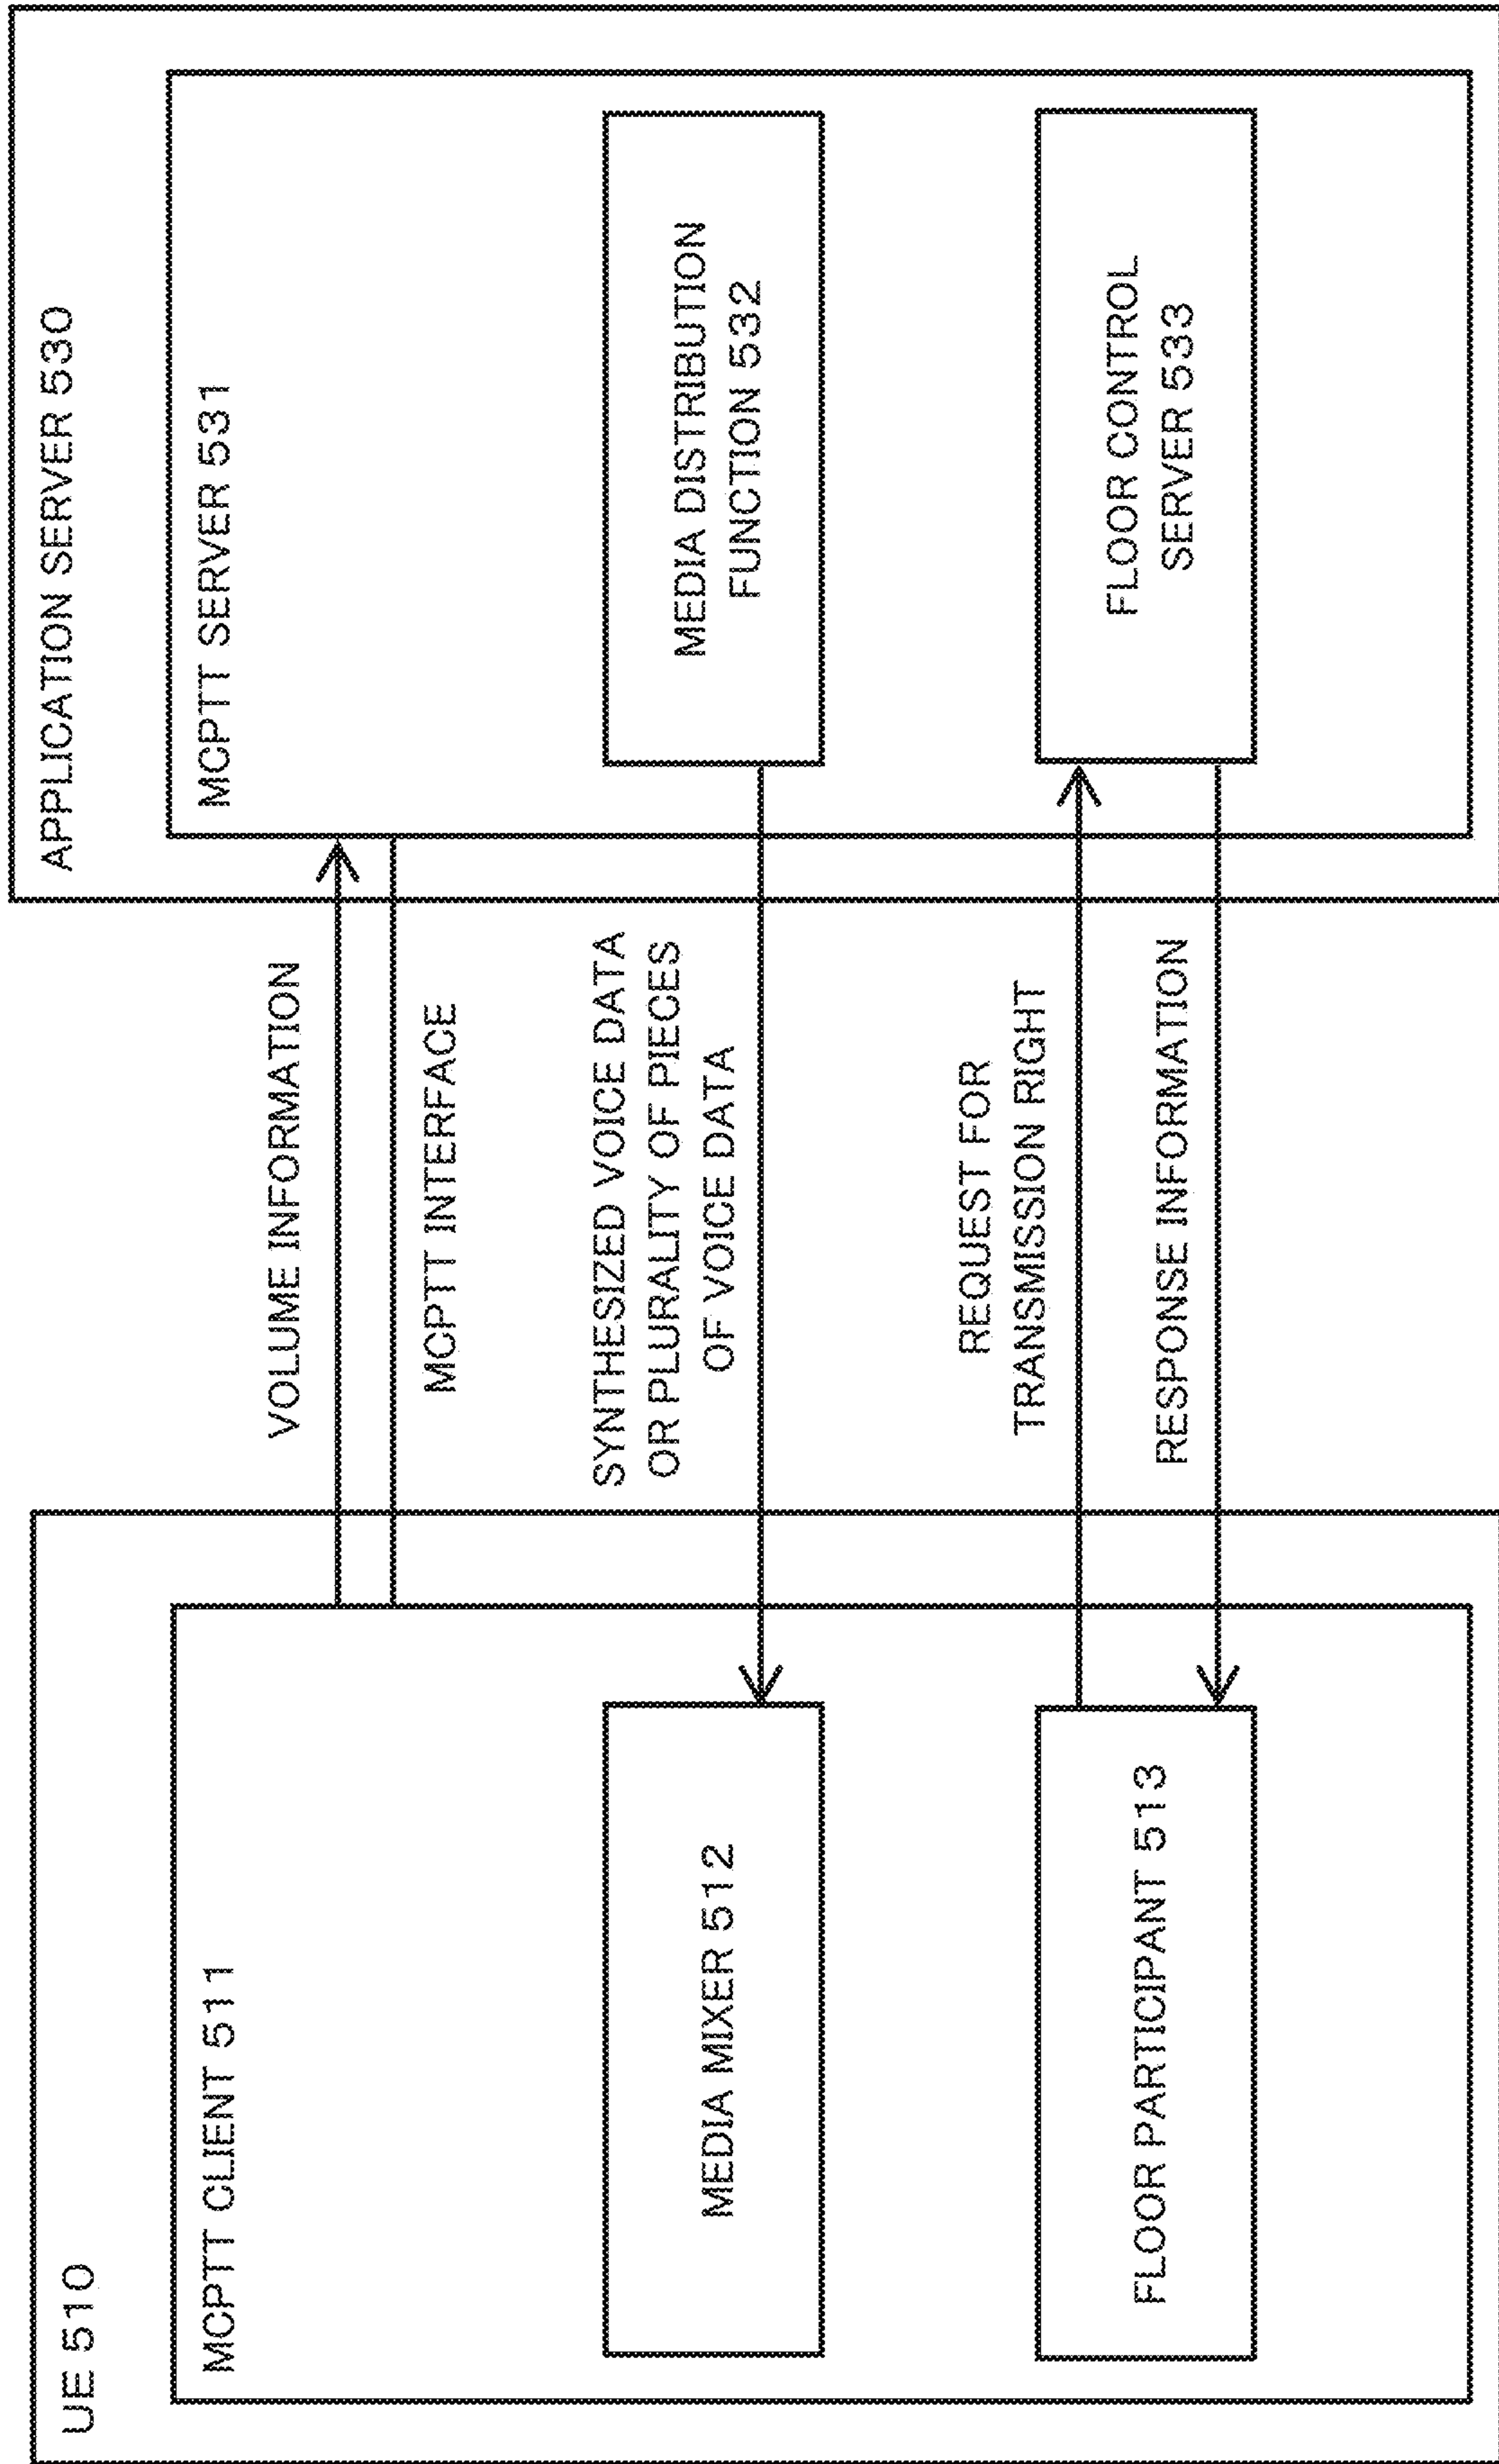 UE 510
MCPTT CLIENT 511
MEDIA MIXER 512
FLOOR PARTICIPANT 513
VOLUME INFORMATION
MCPTT INTERFACE
SYNTHESIZED VOICE DATA
OR PLURALITY OF PIECES
OF VOICE DATA
REQUEST FOR
TRANSMISSION RIGHT
RESPONSE INFORMATION
APPLICATION SERVER 530
MCPTT SERVER 531
MEDIA DISTRIBUTION
FUNCTION 532
FLOOR CONTROL
SERVER 533